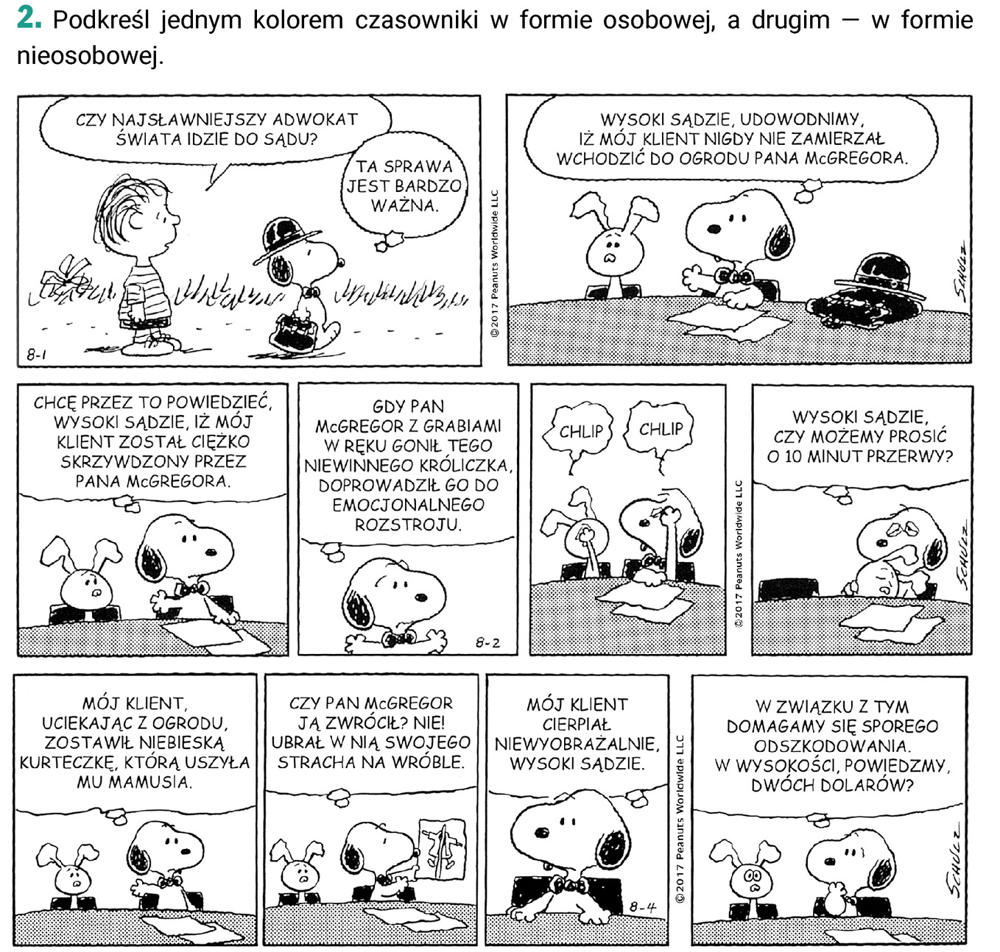 2. Podkreśl jednym kolorem czasowniki w formie osobowej, a drugim — w formie
nieosobowej.
CZY NAJSŁAWNIEJSZY ADWOKAT
ŚWIATA IDZIE DO SĄDU?
TA SPRAWA
JEST BARDZO
WAŻNA.
8-1
©2017 Peanuts Worldwide LLC
WYSOKI SĄDZIE, UDOWODNIMY,
IŻ MÓJ KLIENT NIGDY NIE ZAMIERZAŁ
WCHODZIĆ DO OGRODU PANA McGREGORA.
SCHULZ
CHCĘ PRZEZ TO POWIEDZIEĆ,
WYSOKI SĄDZIE, IŻ MÓJ
KLIENT ZOSTAŁ CIĘŻKO
SKRZYWDZONY PRZEZ
PANA McGREGORA.
GDY PAN
McGREGOR Z GRABIAMI
W RĘKU GONIŁ TEGO
NIEWINNEGO KRÓLICZKA,
DOPROWADZIŁ GO DO
EMOCJONALNEGO
ROZSTROJU.
8-2
CHLIP
CHLIP
©2017 Peanuts Worldwide LLC
WYSOKI SĄDZIE,
CZY MOŻEMY PROSIĆ
O 10 MINUT PRZERWY?
SCHULZ
MÓJ KLIENT,
UCIEKAJĄC Z OGRODU,
ZOSTAWIŁ NIEBIESKĄ
KURTECZKĘ, KTÓRĄ USZYŁA
MU MAMUSIA.
CZY PAN McGREGOR
JĄ ZWRÓCIŁ? NIE!
UBRAŁ W NIĄ SWOJEGO
STRACHA NA WRÓBLE.
MÓJ KLIENT
CIERPIAŁ
NIEWYOBRAŻALNIE,
WYSOKI SĄDZIE.
8-4
©2017 Peanuts Worldwide LLC
W ZWIĄZKU Z TYM
DOMAGAMY SIĘ SPOREGO
ODSZKODOWANIA.
W WYSOKOŚCI, POWIEDZMY,
DWÓCH DOLARÓW?
SCHULZ